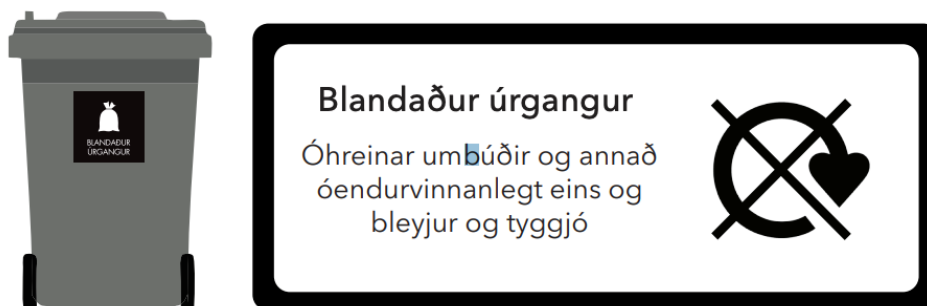 BLANDAÐUR
ÚRGANGUR
Blandaður úrgangur
Óhreinar umbúðir og annað
óendurvinnanlegt eins og
bleyjur og tyggjó